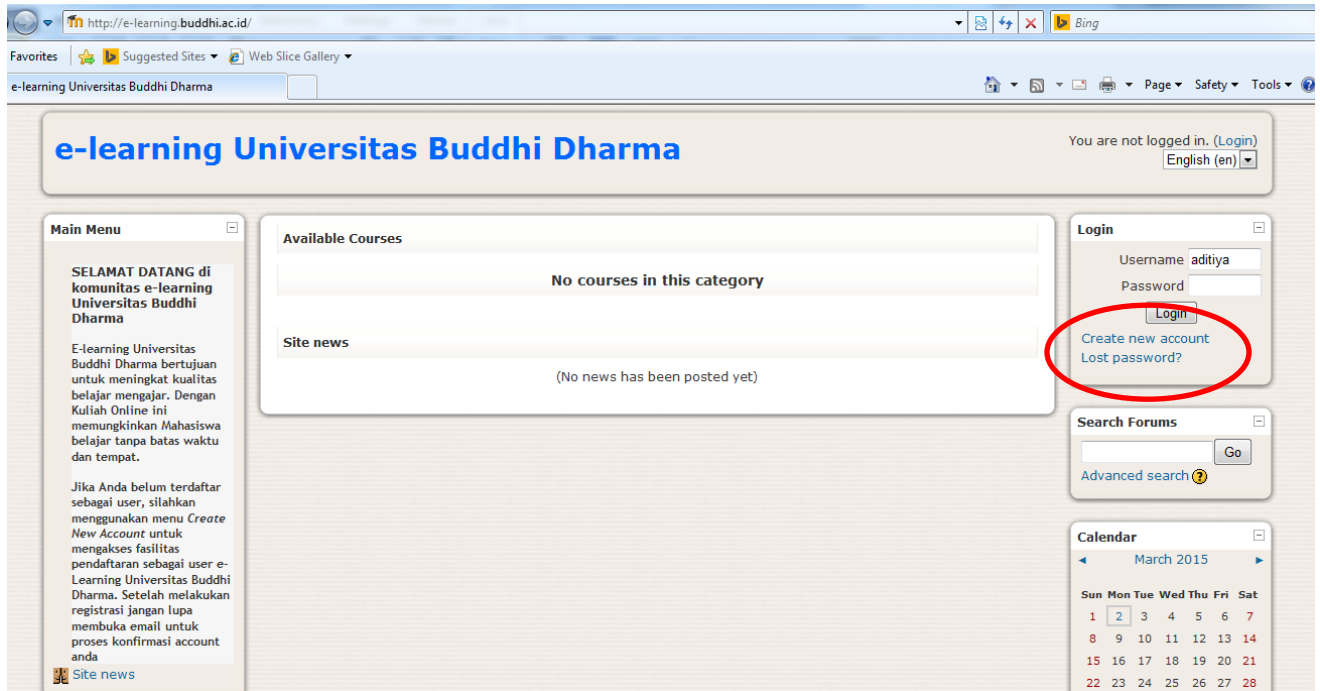 http://e-learning.buddhi.ac.id/
Bing
Favorites Suggested Sites Web Slice Gallery
e-learning Universitas Buddhi Dharma
Page Safety Tools
e-learning Universitas Buddhi Dharma
You are not logged in. (Login)
English (en)
Main Menu
SELAMAT DATANG di
komunitas e-learning
Universitas Buddhi
Dharma
E-learning Universitas
Buddhi Dharma bertujuan
untuk meningkat kualitas
belajar mengajar. Dengan
Kuliah Online ini
memungkinkan Mahasiswa
belajar tanpa batas waktu
dan tempat.
Jika Anda belum terdaftar
sebagai user, silahkan
menggunakan menu Create
New Account untuk
mengakses fasilitas
pendaftaran sebagai user e-
Learning Universitas Buddhi
Dharma. Setelah melakukan
registrasi jangan lupa
membuka email untuk
proses konfirmasi account
anda
Site news
Available Courses
No courses in this category
Site news
(No news has been posted yet)
Login
Username aditiya
Password
Login
Create new account
Lost password?
Search Forums
Go
Advanced search ?
Calendar
◄ March 2015 ►
Sun Mon Tue Wed Thu Fri Sat
1 2 3 4 5 6 7
8 9 10 11 12 13 14
15 16 17 18 19 20 21
22 23 24 25 26 27 28